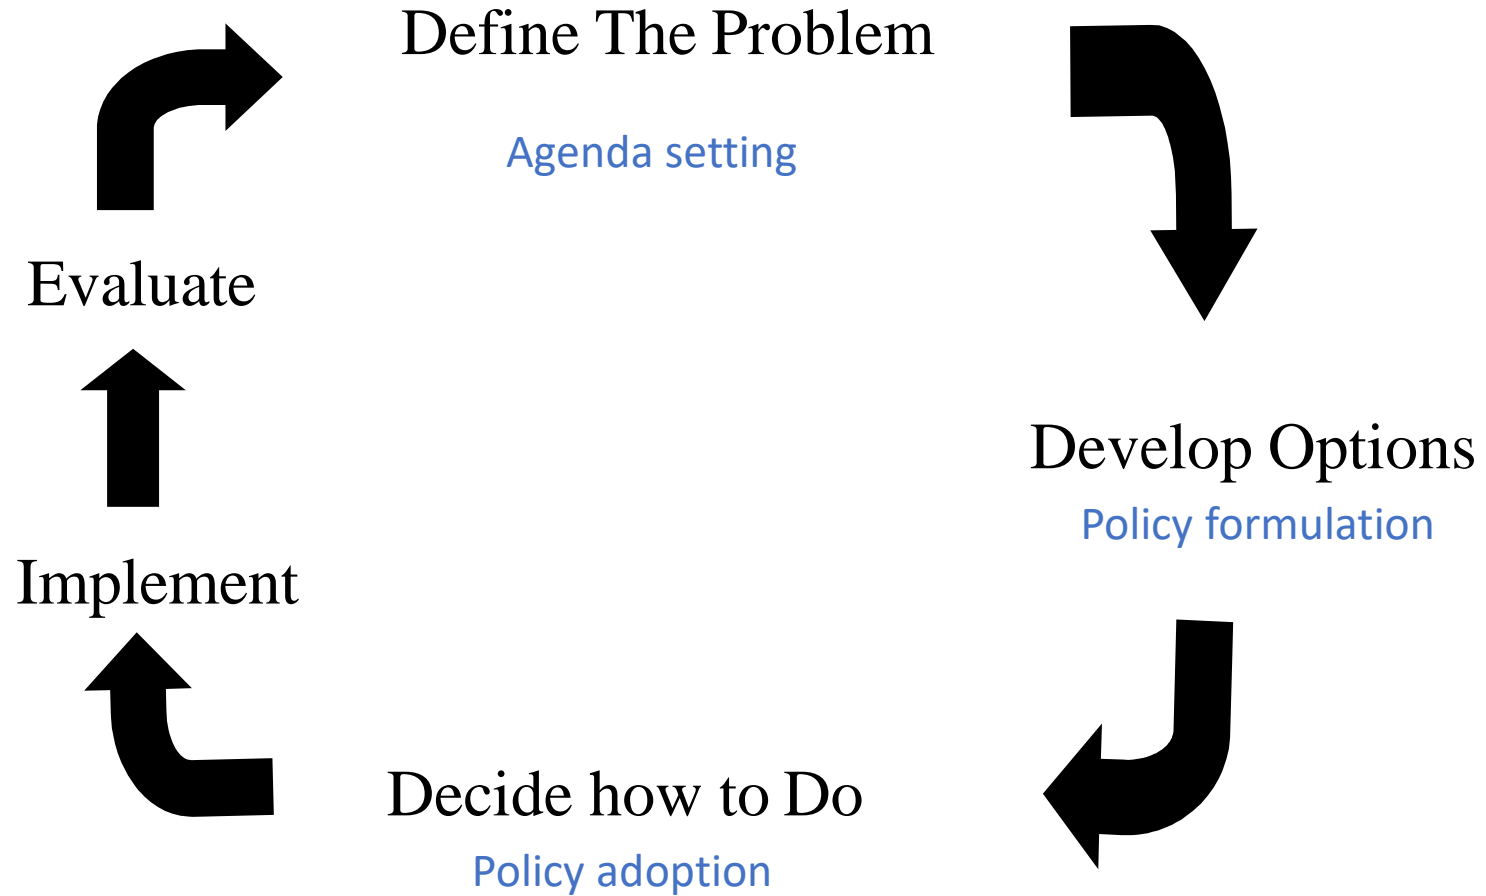 Define The Problem
Agenda setting
Develop Options
Policy formulation
Decide how to Do
Policy adoption
Implement
Evaluate